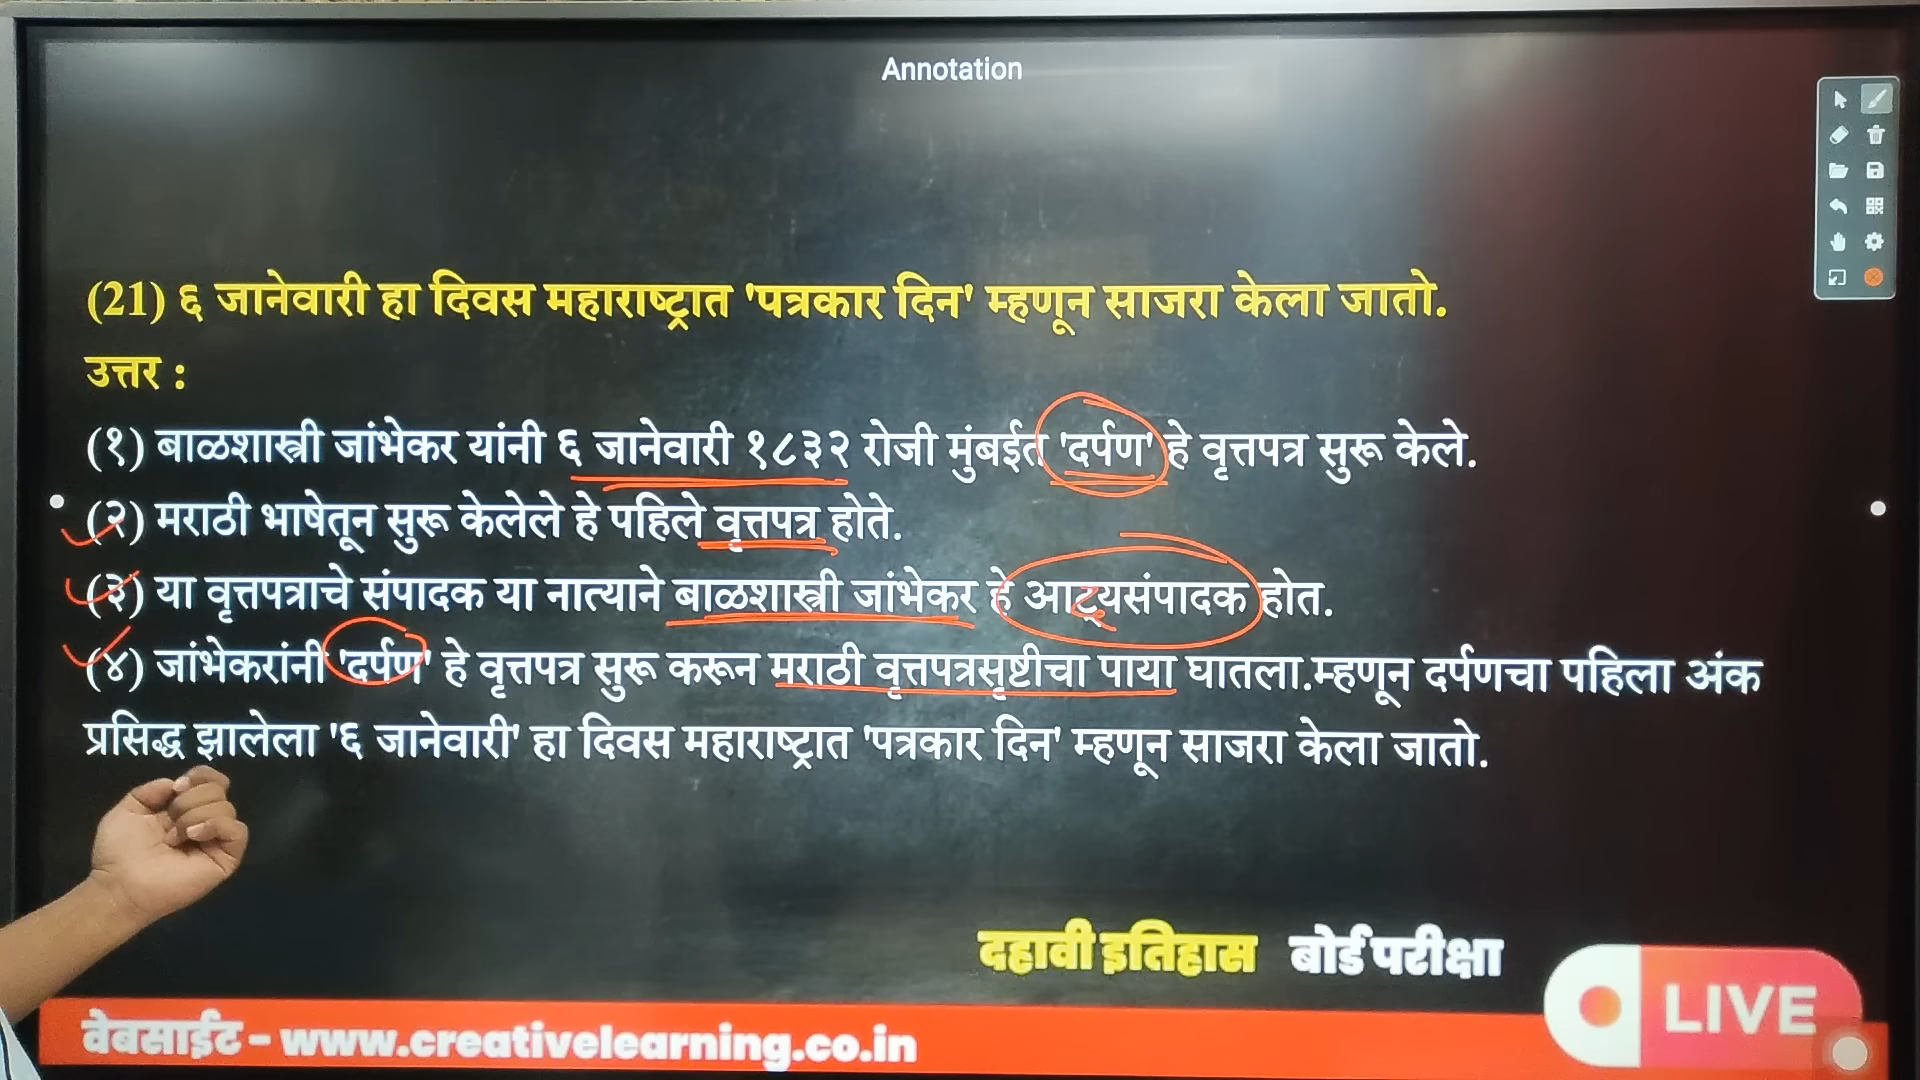 Annotation
(21) ६ जानेवारी हा दिवस महाराष्ट्रात 'पत्रकार दिन' म्हणून साजरा केला जातो.
उत्तर :
(१) बाळशास्त्री जांभेकर यांनी ६ जानेवारी १८३२ रोजी मुंबईत 'दर्पण' हे वृत्तपत्र सुरू केले.
(२) मराठी भाषेतून सुरू केलेले हे पहिले वृत्तपत्र होते.
(३) या वृत्तपत्राचे संपादक या नात्याने बाळशास्त्री जांभेकर हे आट्यसंपादक होत.
(४) जांभेकरांनी 'दर्पण' हे वृत्तपत्र सुरू करून मराठी वृत्तपत्रसृष्टीचा पाया घातला.म्हणून दर्पणचा पहिला अंक
प्रसिद्ध झालेला '६ जानेवारी' हा दिवस महाराष्ट्रात 'पत्रकार दिन' म्हणून साजरा केला जातो.
दहावी इतिहास बोर्ड परीक्षा
वेबसाईट - www.creativelearning.co.in
LIVE